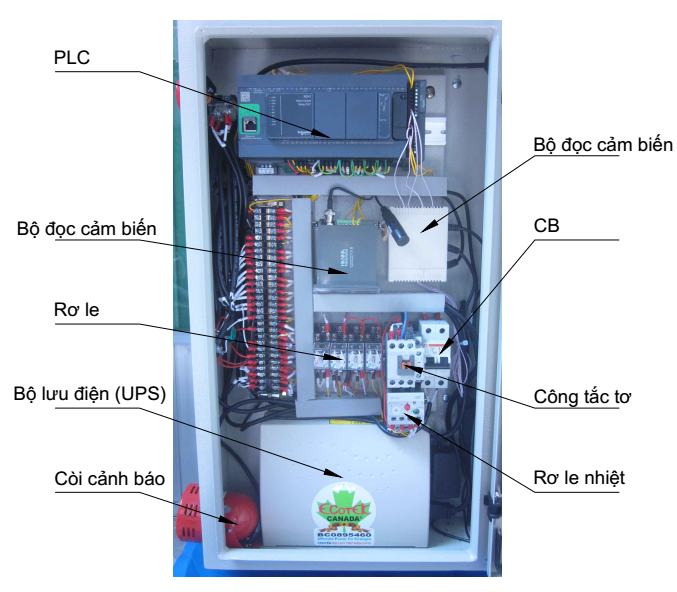 PLC
Bộ đọc cảm biến
Bộ đọc cảm biến
CB
Rơ le
Bộ lưu điện (UPS)
Công tắc tơ
Còi cảnh báo
Rơ le nhiệt
ECOTEK
CANADA
BC0895460